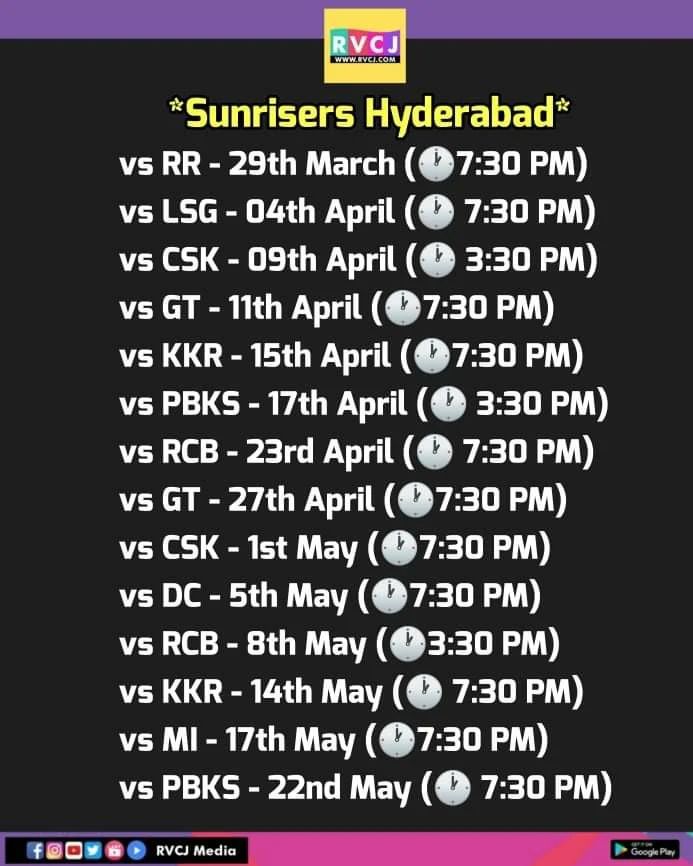 RVCJ
WWW.RVCJ.COM
*Sunrisers Hyderabad*
vs RR - 29th March (🕐7:30 PM)
vs LSG - 04th April (🕐 7:30 PM)
vs CSK - 09th April (🕐 3:30 PM)
vs GT - 11th April (🕐7:30 PM)
vs KKR - 15th April (🕐7:30 PM)
vs PBKS - 17th April (🕐 3:30 PM)
vs RCB - 23rd April (🕐 7:30 PM)
vs GT - 27th April (🕐7:30 PM)
vs CSK - 1st May (🕐7:30 PM)
vs DC - 5th May (🕐7:30 PM)
vs RCB - 8th May (🕐3:30 PM)
vs KKR - 14th May (🕐 7:30 PM)
vs MI - 17th May (🕐7:30 PM)
vs PBKS - 22nd May (🕐 7:30 PM)
RVCJ Media
GET IT ON
Google Play